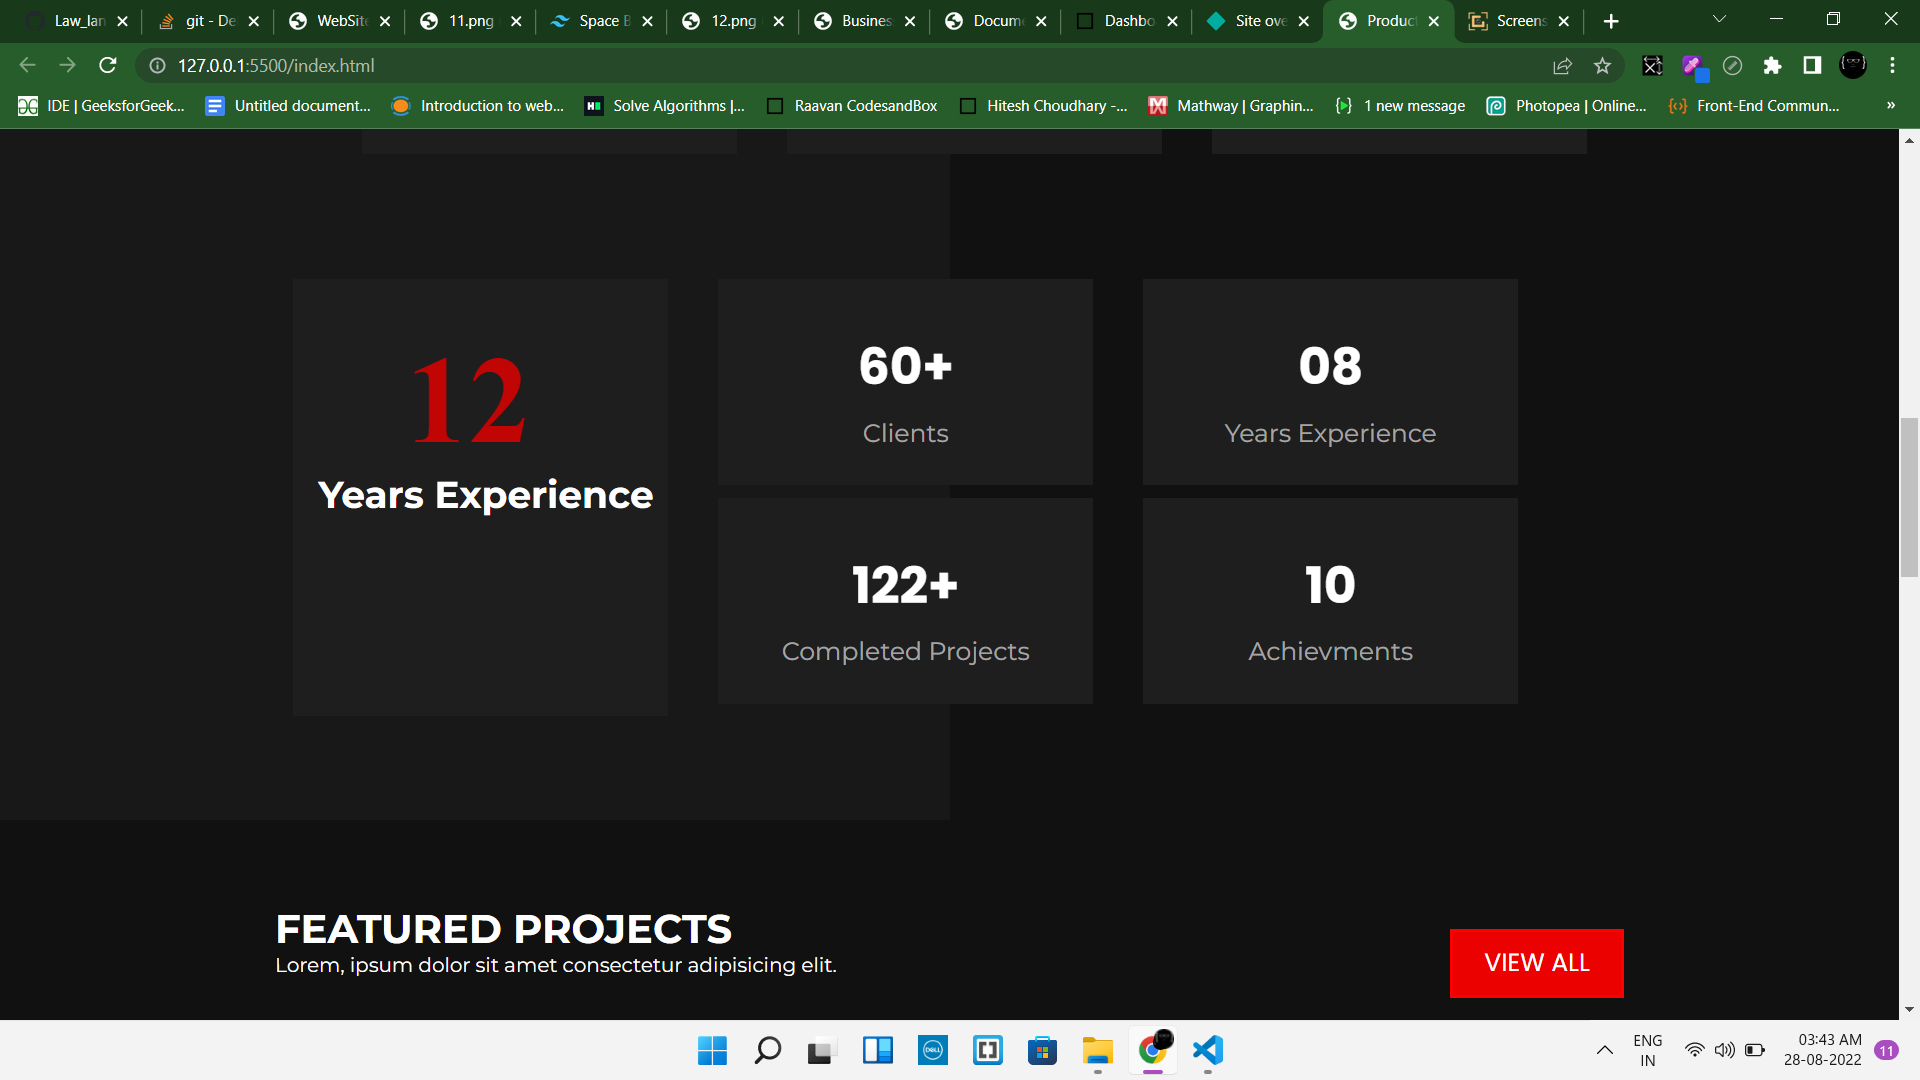 Law_lan
git - De
WebSite
11.png
Space B
12.png
Busines
Docume
Dashbo
Site ove
Product
Screens
127.0.0.1:5500/index.html
IDE | GeeksforGeek...
Untitled document...
Introduction to web...
Solve Algorithms |...
Raavan CodesandBox
Hitesh Choudhary -...
Mathway | Graphin...
1 new message
Photopea | Online...
Front-End Commun...
»
12
Years Experience
60+
Clients
08
Years Experience
122+
Completed Projects
10
Achievments
FEATURED PROJECTS
Lorem, ipsum dolor sit amet consectetur adipisicing elit.
VIEW ALL
DELL
ENG
IN
03:43 AM
28-08-2022
11